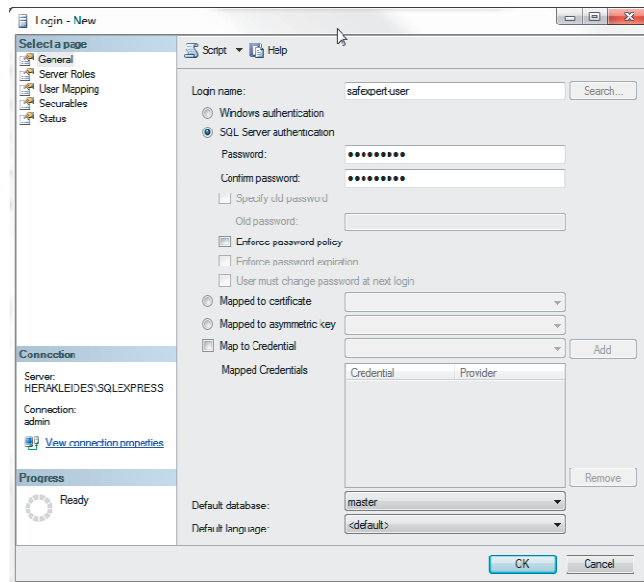 Login - New
Select a page
General
Server Roles
User Mapping
Securables
Status
Script Help
Login name: safexpert-user Search...
Windows authentication
SQL Server authentication
Password: •••••••••
Confirm password: •••••••••
Specify old password
Old password:
Enforce password policy
Enforce password expiration
User must change password at next login
Mapped to certificate
Mapped to asymmetric key
Map to Credential Add
Mapped Credentials Credential Provider
Remove
Default database: master
Default language: <default>
Connection
Server:
HERAKLEIDES\SQLEXPRESS
Connection:
admin
View connection properties
Progress
Ready
OK Cancel